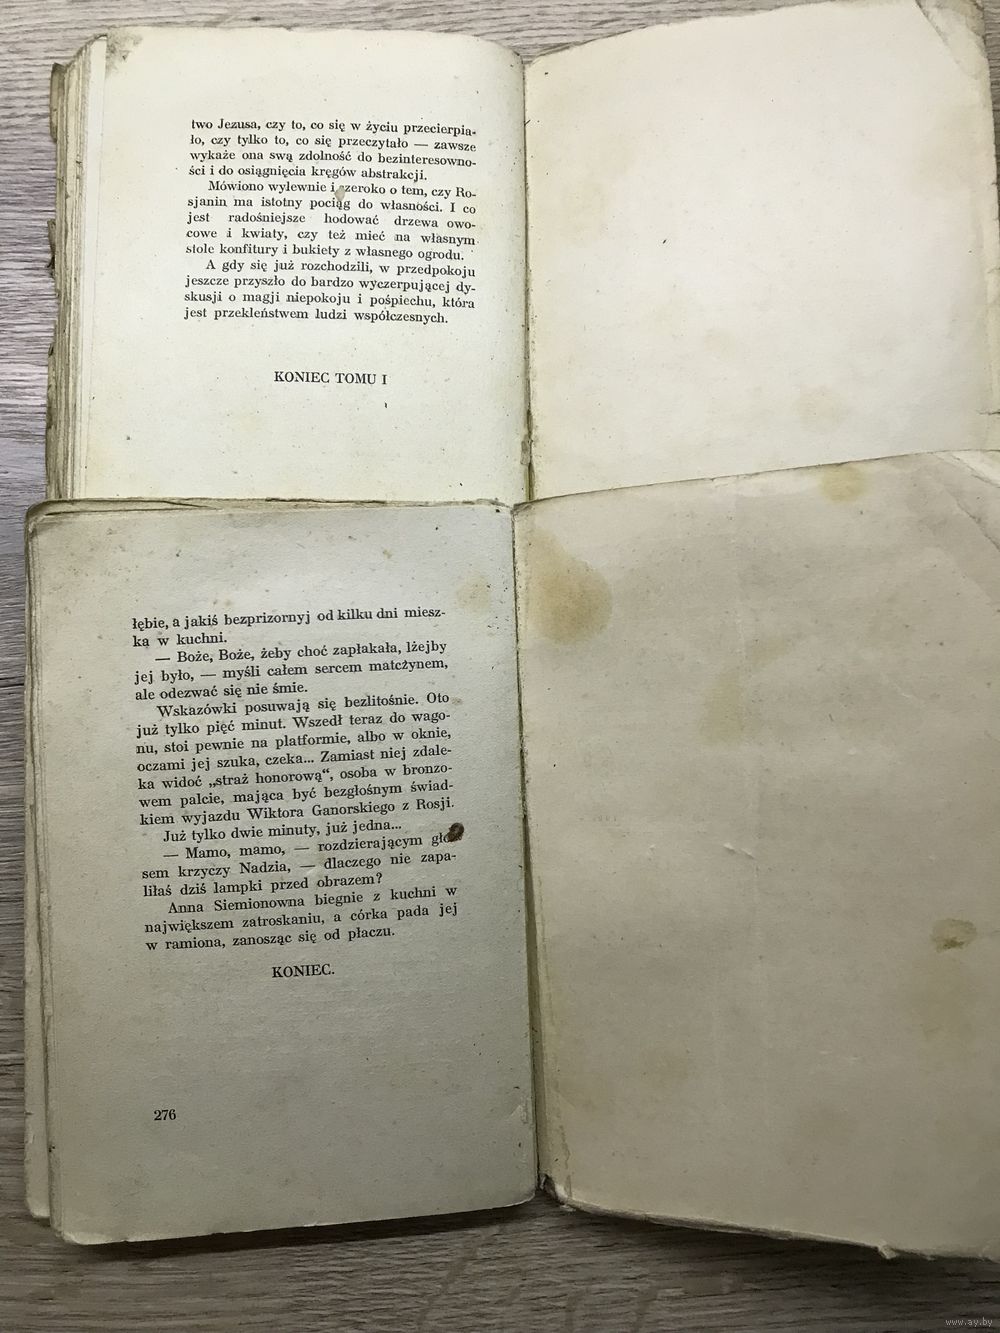 two Jezusa, czy to, co się w życiu przecierpia-
ło, czy tylko to, co się przeczytało — zawsze
wykaże ona swą zdolność do bezinteresowno-
ści i do osiągnięcia kręgów abstrakcji.
Mówiono wylewnie i szeroko o tem, czy Ro-
sjanin ma istotny pociąg do własności. I co
jest radośniejsze hodować drzewa owo-
cowe i kwiaty, czy też mieć na własnym
stole konfitury i bukiety z własnego ogrodu.
A gdy się już rozchodzili, w przedpokoju
jeszcze przyszło do bardzo wyczerpującej dy-
skusji o magji niepokoju i pośpiechu, która
jest przekleństwem ludzi współczesnych.
KONIEC TOMU I
łębie, a jakiś bezprizornyj od kilku dni miesz-
ka w kuchni.
— Boże, Boże, żeby choć zapłakała, lżejby
jej było, — myśli całem sercem matczynem,
ale odezwać się nie śmie.
Wskazówki posuwają się bezlitośnie. Oto
już tylko pięć minut. Wszedł teraz do wago-
nu, stoi pewnie na platformie, albo w oknie,
oczami jej szuka, czeka... Zamiast niej zdale-
ka widoć „straż honorową“, osoba w bronzo-
wem palcie, mająca być bezgłośnym świad-
kiem wyjazdu Wiktora Ganorskiego z Rosji.
Już tylko dwie minuty, już jedna...
— Mamo, mamo, — rozdzierającym gło-
sem krzyczy Nadzia, — dlaczego nie zapa-
liłaś dziś lampki przed obrazem?
Anna Siemionowna biegnie z kuchni w
największem zatroskaniu, a córka pada jej
w ramiona, zanosząc się od płaczu.
KONIEC.
276
www.ay.by